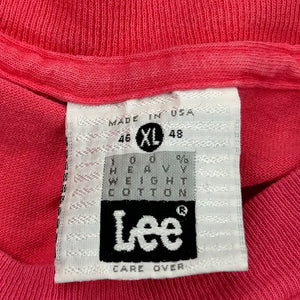 MADE IN USA
46 XL 48
100%
HEAVY
WEIGHT
COTTON
Lee®
CARE OVER